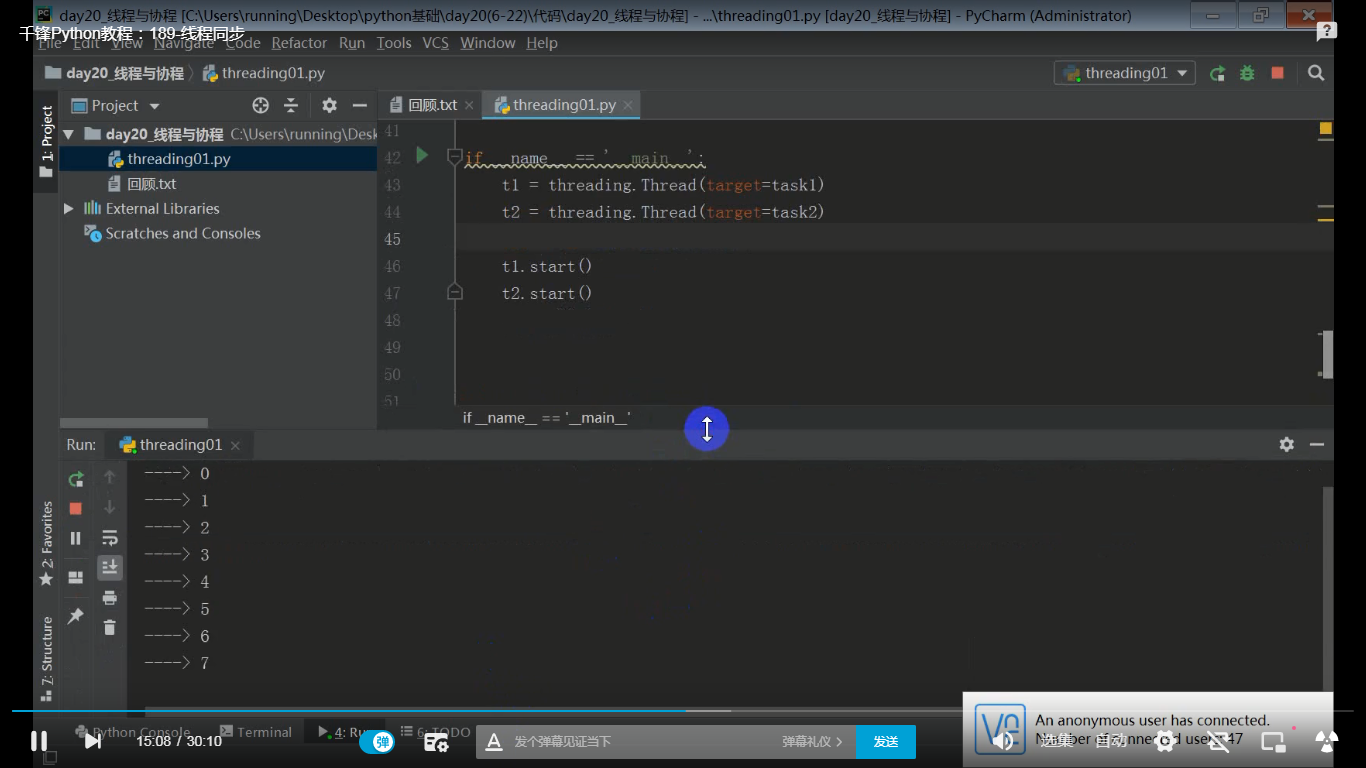 day20_线程与协程 [C:\Users\running\Desktop\python基础\day20(6-22)\代码\day20_线程与协程] - ...\threading01.py [day20_线程与协程] - PyCharm (Administrator)
千锋Python教程：189-线程同步
File Edit View Navigate Code Refactor Run Tools VCS Window Help
day20_线程与协程 threading01.py
threading01
1: Project
Project
回顾.txt
threading01.py
day20_线程与协程 C:\Users\running\Desk
threading01.py
回顾.txt
External Libraries
Scratches and Consoles
41
42 if __name__ == '__main__':
43 t1 = threading.Thread(target=task1)
44 t2 = threading.Thread(target=task2)
45
46 t1.start()
47 t2.start()
48
49
50
51
if __name__ == '__main__'
Run: threading01
----> 0
----> 1
----> 2
----> 3
----> 4
----> 5
----> 6
----> 7
2: Favorites
7: Structure
Python Console Terminal 4: Ru 6: TODO
An anonymous user has connected.
47
15:08 / 30:10
弹
发个弹幕见证当下
弹幕礼仪
发送
选集
自动